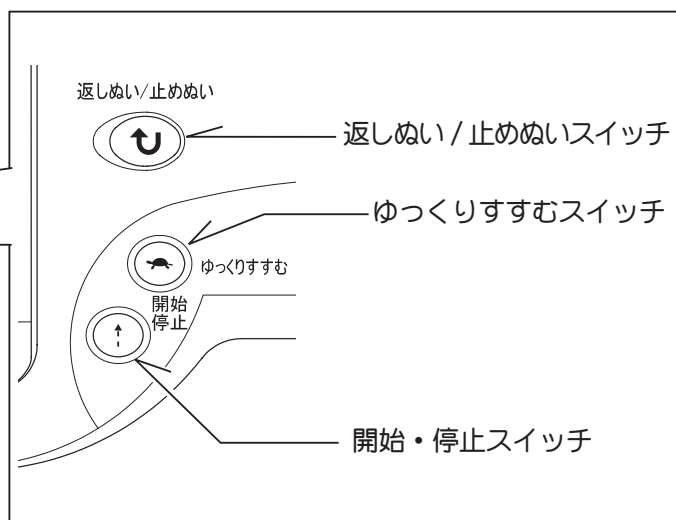 返しぬい/止めぬい
返しぬい/止めぬいスイッチ
ゆっくりすすむスイッチ
ゆっくりすすむ
開始
停止
開始・停止スイッチ